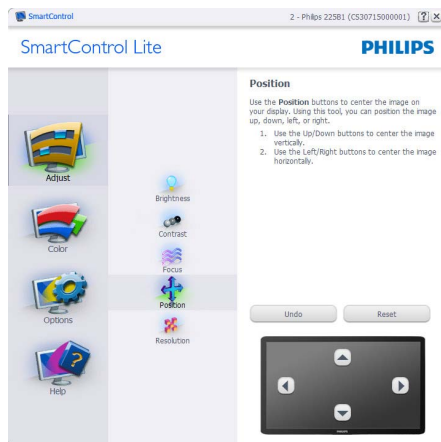 SmartControl
2 - Philips 225B1 (CS30715000001)
SmartControl Lite
PHILIPS
Adjust
Color
Options
Help
Brightness
Contrast
Focus
Position
Resolution
Position
Use the Position buttons to center the image on
your display. Using this tool, you can position the image
up, down, left, or right.
1. Use the Up/Down buttons to center the image
vertically.
2. Use the Left/Right buttons to center the image
horizontally.
Undo
Reset
PHILIPS